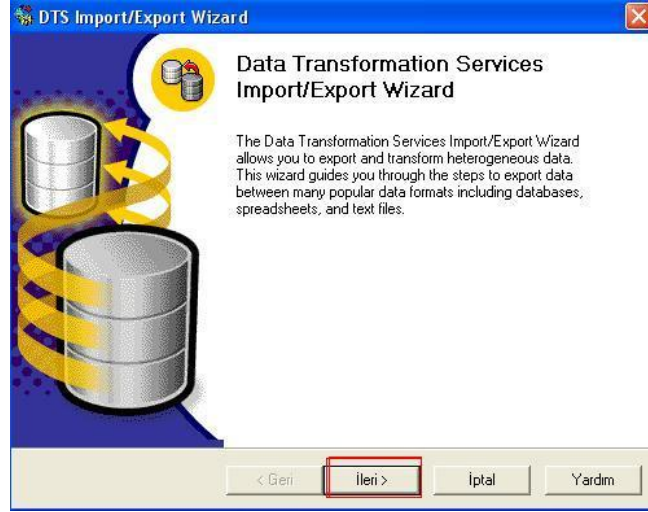 DTS Import/Export Wizard
Data Transformation Services
Import/Export Wizard
The Data Transformation Services Import/Export Wizard
allows you to export and transform heterogeneous data.
This wizard guides you through the steps to export data
between many popular data formats including databases,
spreadsheets, and text files.
< Geri İleri > İptal Yardım